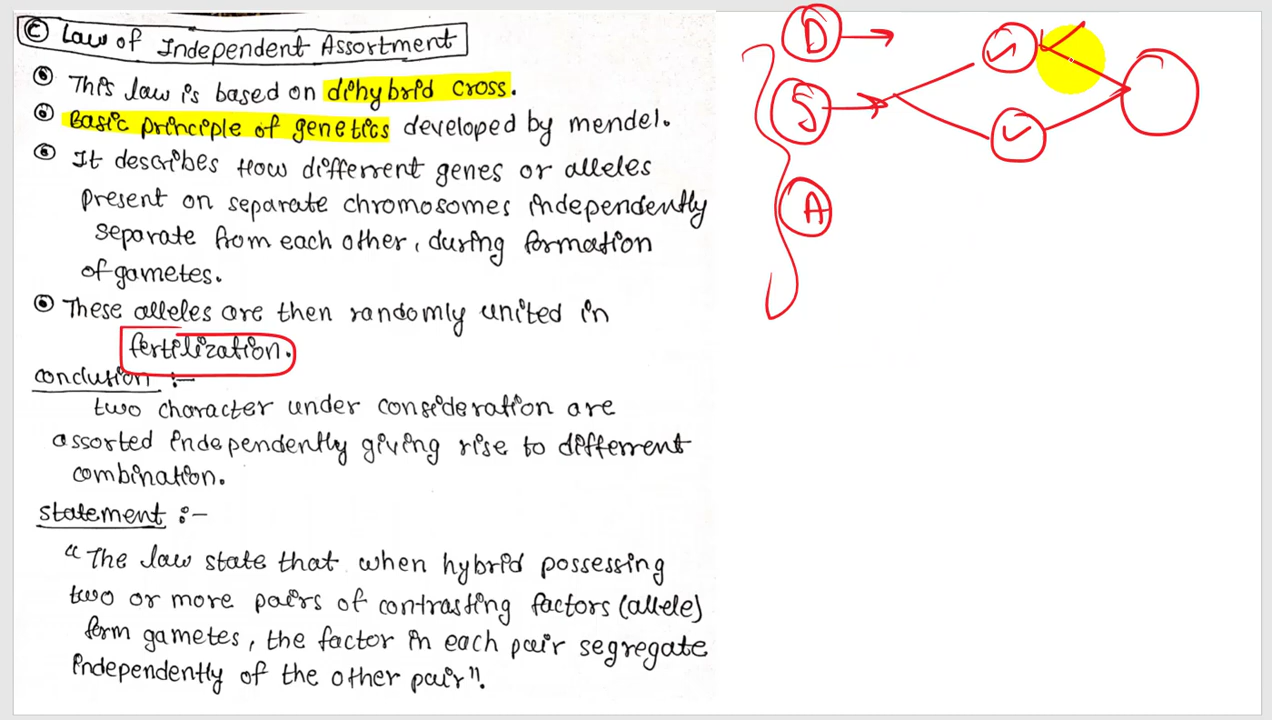 C Law of Independent Assortment
This law is based on dihybrid cross.
Basic principle of genetics developed by mendel.
It describes How different genes or alleles
present on separate chromosomes independently
separate from each other, during formation
of gametes.
These alleles are then randomly united in
fertilization.
conclusion :-
two character under consideration are
assorted independently giving rise to different
combination.
statement :-
"The law state that when hybrid possessing
two or more pairs of contrasting factors (allele)
form gametes, the factor in each pair segregate
independently of the other pair".
D
S
A